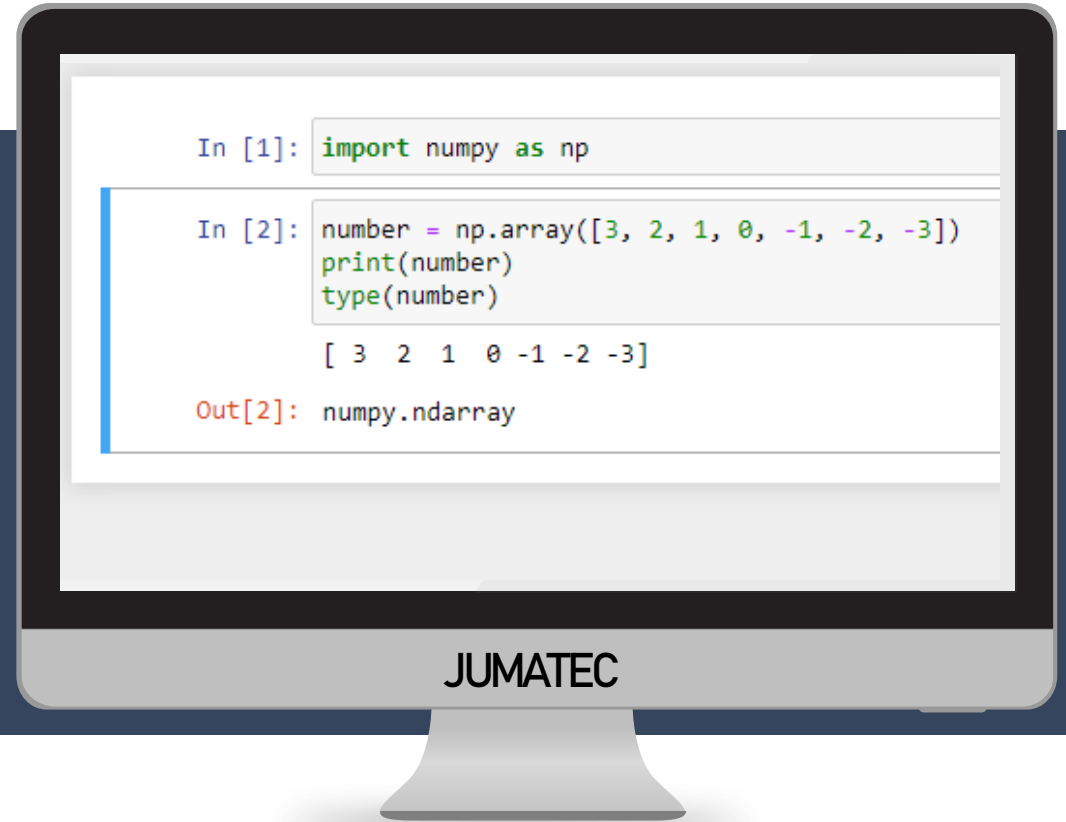 In [1]: import numpy as np
In [2]: number = np.array([3, 2, 1, 0, -1, -2, -3])
print(number)
type(number)
[ 3  2  1  0 -1 -2 -3]
Out[2]: numpy.ndarray
JUMATEC